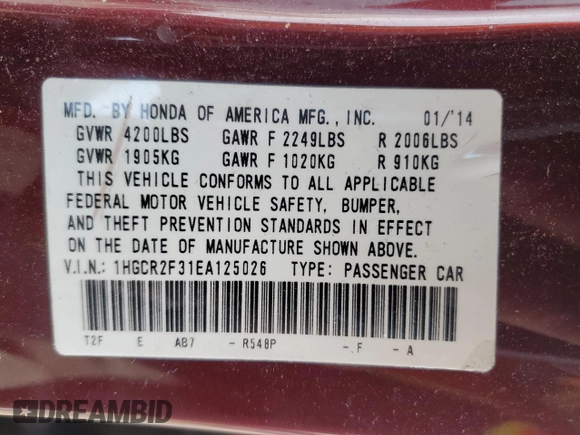 MFD. BY HONDA OF AMERICA MFG., INC. 01/'14
GVWR 4200LBS GAWR F 2249LBS R 2006LBS
GVWR 1905KG GAWR F 1020KG R 910KG
THIS VEHICLE CONFORMS TO ALL APPLICABLE
FEDERAL MOTOR VEHICLE SAFETY, BUMPER,
AND THEFT PREVENTION STANDARDS IN EFFECT
ON THE DATE OF MANUFACTURE SHOWN ABOVE.
V.I.N.: 1HGCR2F31EA125026 TYPE: PASSENGER CAR
T2F E AB7 - R548P -.F - A
DREAMBID